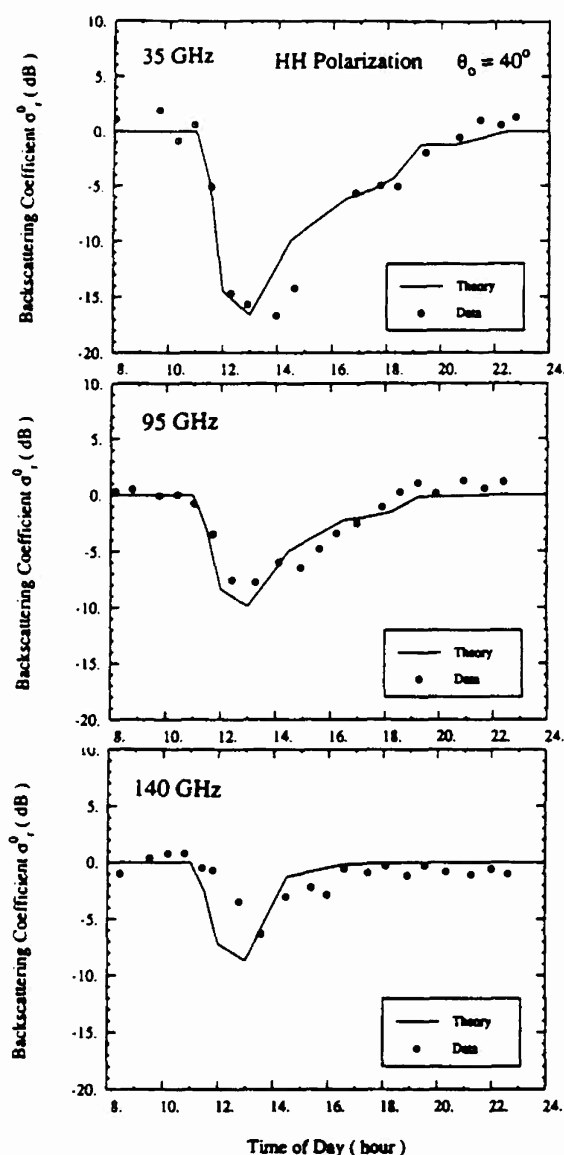 10.
35 GHz HH Polarization θo = 40°
5.
0.
-5.
-10.
-15.
-20.
Theory
Data
Backscattering Coefficient σ⁰r ( dB )
8. 10. 12. 14. 16. 18. 20. 22. 24.
10.
95 GHz
5.
0.
-5.
-10.
-15.
-20.
Theory
Data
Backscattering Coefficient σ⁰r ( dB )
8. 10. 12. 14. 16. 18. 20. 22. 24.
10.
140 GHz
5.
0.
-5.
-10.
-15.
-20.
Theory
Data
Backscattering Coefficient σ⁰r ( dB )
8. 10. 12. 14. 16. 18. 20. 22. 24.
Time of Day ( hour )